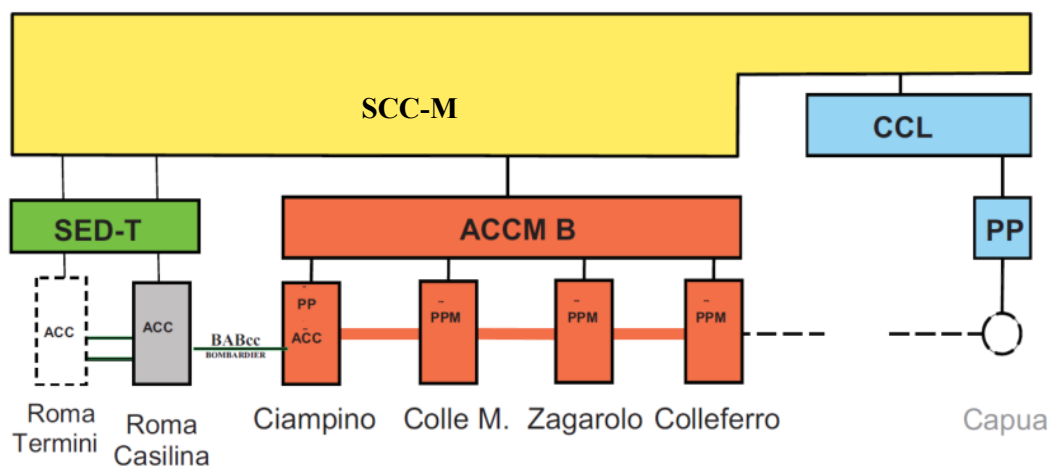 SCC-M
CCL
SED-T
ACCM B
PP
ACC
ACC
BABcc
BOMBARDIER
PP
ACC
PPM
PPM
PPM
Roma
Termini
Roma
Casilina
Ciampino
Colle M.
Zagarolo
Colleferro
Capua